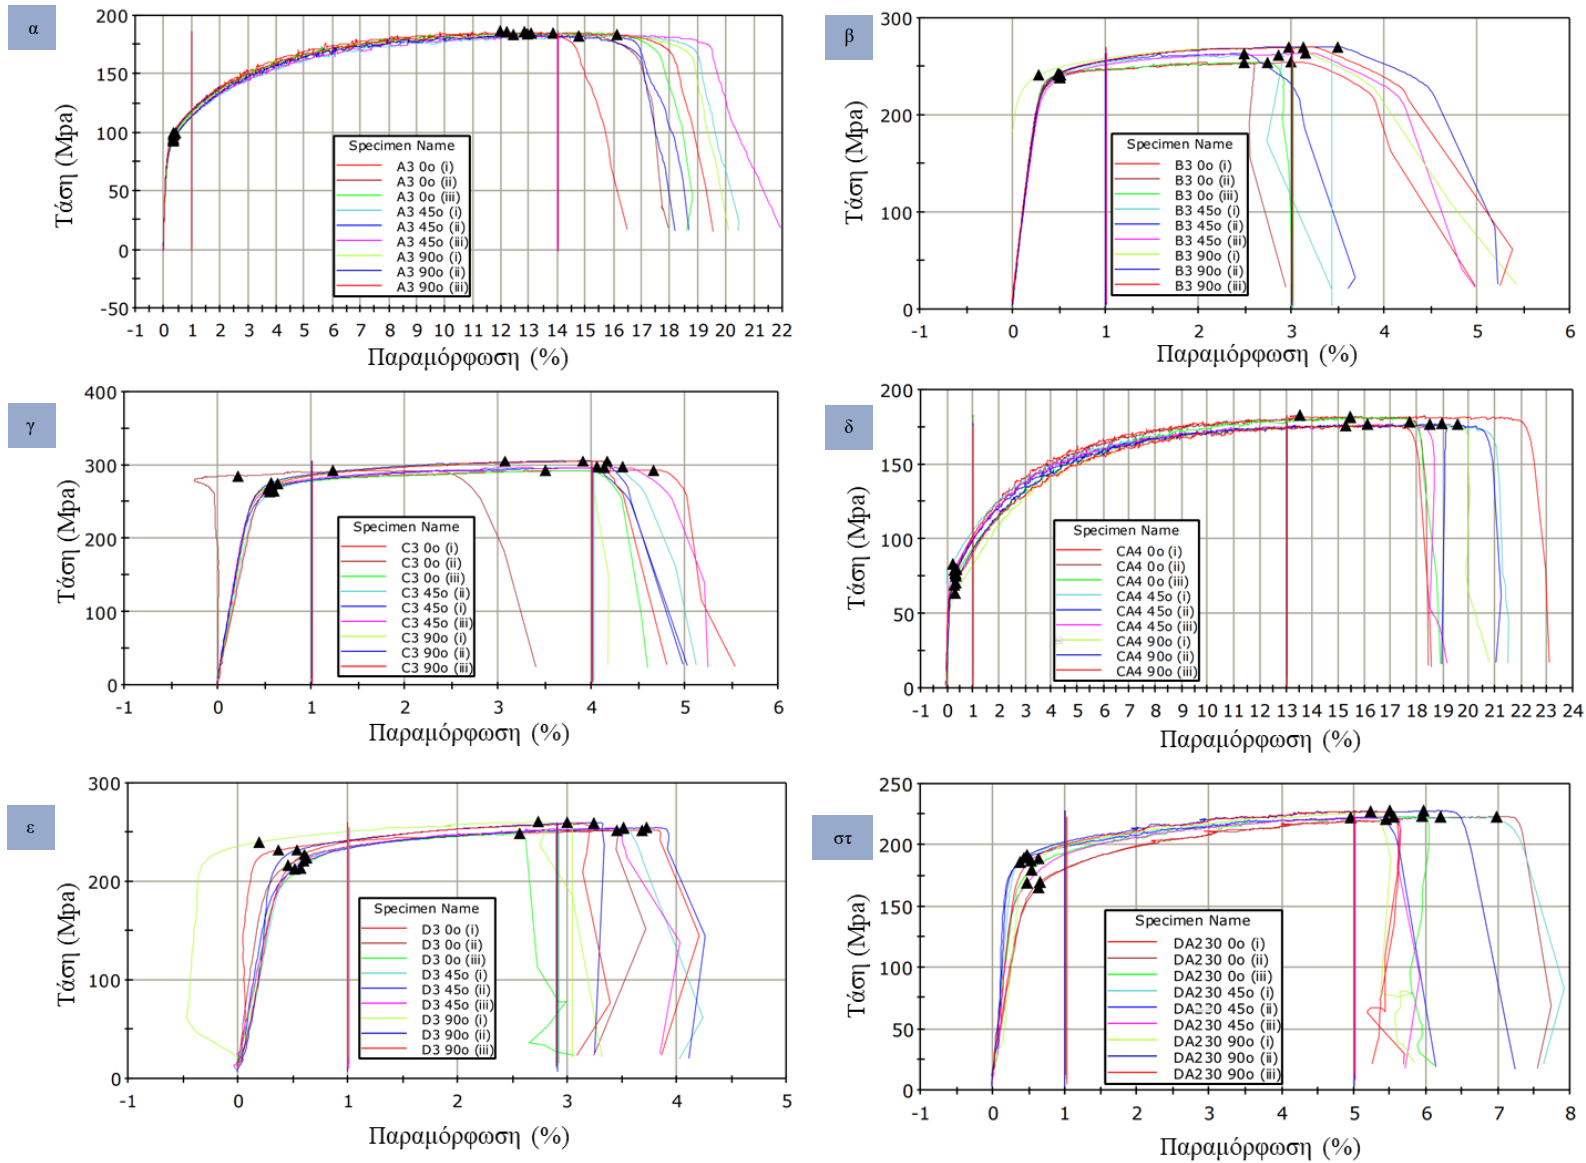 α
200
150
100
50
0
-50
Τάση (Mpa)
Specimen Name
A3 0o (i)
A3 0o (ii)
A3 0o (iii)
A3 45o (i)
A3 45o (ii)
A3 45o (iii)
A3 90o (i)
A3 90o (ii)
A3 90o (iii)
-1 0 1 2 3 4 5 6 7 8 9 10 11 12 13 14 15 16 17 18 19 20 21 22
Παραμόρφωση (%)
β
300
200
100
0
Τάση (Mpa)
Specimen Name
B3 0o (i)
B3 0o (ii)
B3 0o (iii)
B3 45o (i)
B3 45o (ii)
B3 45o (iii)
B3 90o (i)
B3 90o (ii)
B3 90o (iii)
-1 0 1 2 3 4 5 6
Παραμόρφωση (%)
γ
400
300
200
100
0
Τάση (Mpa)
Specimen Name
C3 0o (i)
C3 0o (ii)
C3 0o (iii)
C3 45o (ii)
C3 45o (i)
C3 45o (iii)
C3 90o (i)
C3 90o (ii)
C3 90o (iii)
-1 0 1 2 3 4 5 6
Παραμόρφωση (%)
δ
200
150
100
50
0
Τάση (Mpa)
Specimen Name
CA4 0o (i)
CA4 0o (ii)
CA4 0o (iii)
CA4 45o (i)
CA4 45o (ii)
CA4 45o (iii)
CA4 90o (i)
CA4 90o (ii)
CA4 90o (iii)
-1 0 1 2 3 4 5 6 7 8 9 10 11 12 13 14 15 16 17 18 19 20 21 22 23 24
Παραμόρφωση (%)
ε
300
200
100
0
Τάση (Mpa)
Specimen Name
D3 0o (i)
D3 0o (ii)
D3 0o (iii)
D3 45o (i)
D3 45o (ii)
D3 45o (iii)
D3 90o (i)
D3 90o (ii)
D3 90o (iii)
-1 0 1 2 3 4 5
Παραμόρφωση (%)
στ
250
200
150
100
50
0
Τάση (Mpa)
Specimen Name
DA230 0o (i)
DA230 0o (ii)
DA230 0o (iii)
DA230 45o (i)
DA230 45o (ii)
DA230 45o (iii)
DA230 90o (i)
DA230 90o (ii)
DA230 90o (iii)
-1 0 1 2 3 4 5 6 7 8
Παραμόρφωση (%)